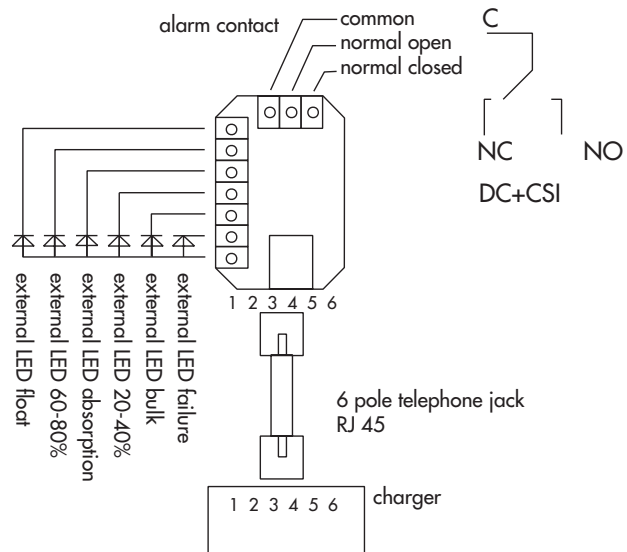 alarm contact
common
normal open
normal closed
C
NC
NO
DC+CSI
external LED float
external LED 60-80%
external LED absorption
external LED 20-40%
external LED bulk
external LED failure
1 2 3 4 5 6
6 pole telephone jack
RJ 45
charger
1 2 3 4 5 6